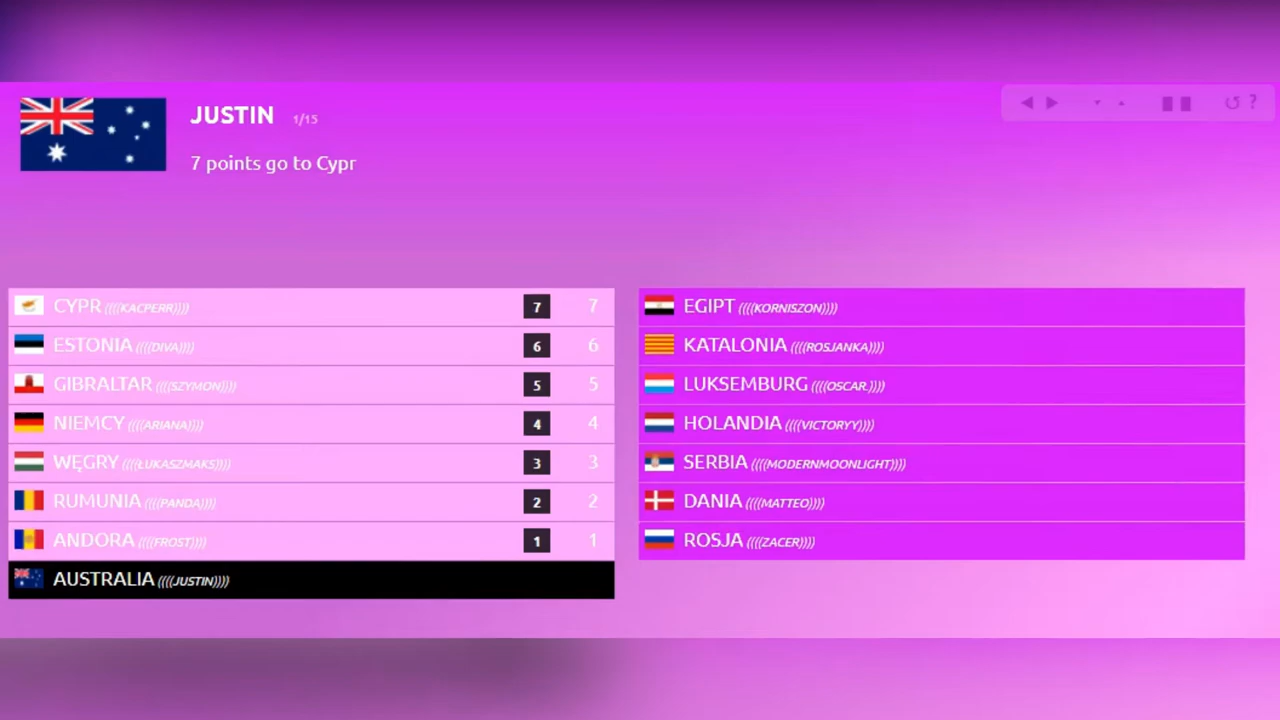 JUSTIN 1/15
7 points go to Cypr
?
CYPR ((((KACPERR)))) 7 7
ESTONIA ((((DIVA)))) 6 6
GIBRALTAR ((((SZYMON)))) 5 5
NIEMCY ((((ARIANA)))) 4 4
WĘGRY ((((ŁUKASZMAKS)))) 3 3
RUMUNIA ((((PANDA)))) 2 2
ANDORA ((((FROST)))) 1 1
AUSTRALIA ((((JUSTIN))))
EGIPT ((((KORNISZON))))
KATALONIA ((((ROSJANKA))))
LUKSEMBURG ((((OSCAR.))))
HOLANDIA ((((VICTORYY))))
SERBIA ((((MODERNMOONLIGHT))))
DANIA ((((MATTEO))))
ROSJA ((((ZACER))))